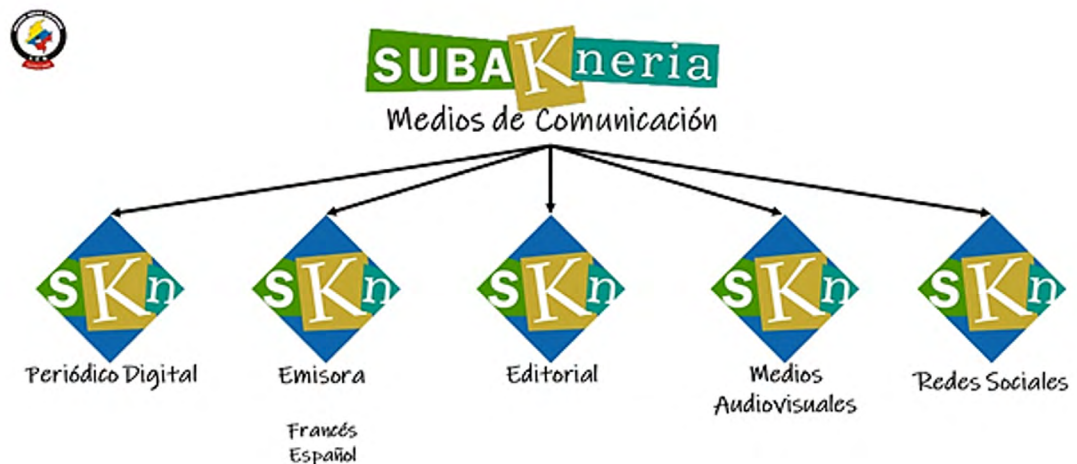 SUBAKneria
Medios de Comunicación
SKn
SKn
SKn
SKn
SKn
Periódico Digital
Emisora
Editorial
Medios
Audiovisuales
Redes Sociales
Francés
Español